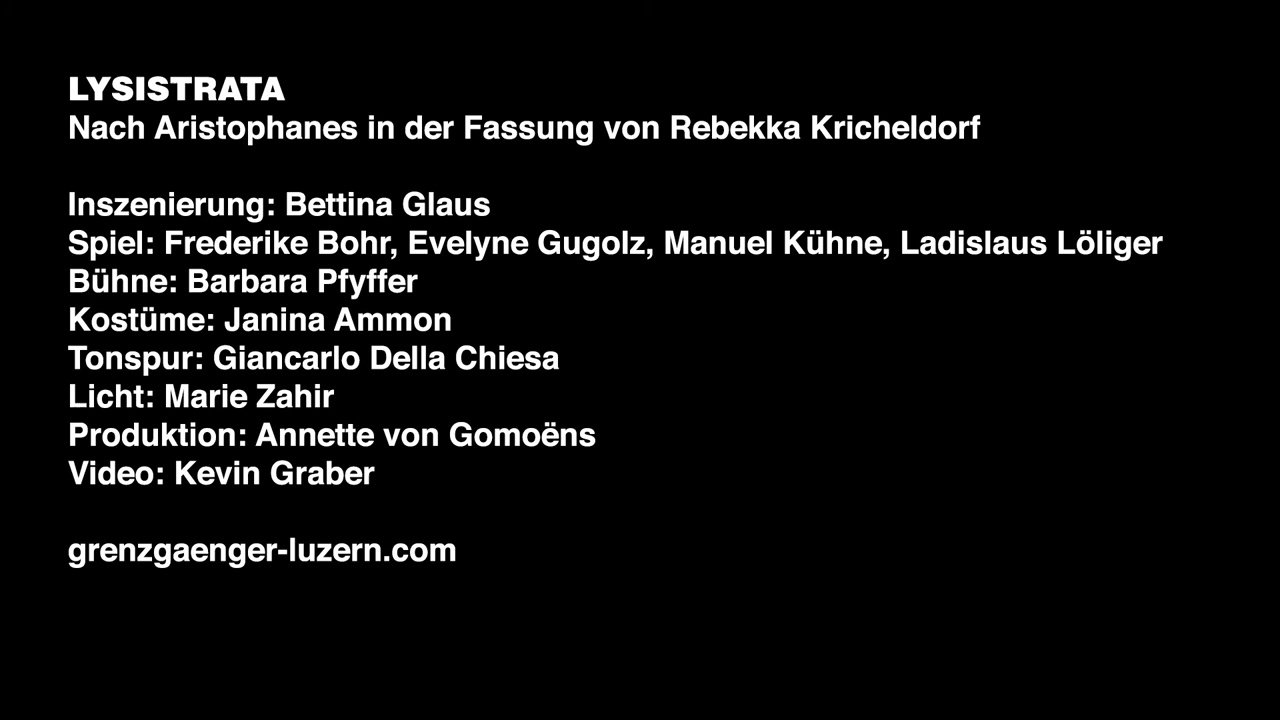 LYSISTRATA
Nach Aristophanes in der Fassung von Rebekka Kricheldorf
Inszenierung: Bettina Glaus
Spiel: Frederike Bohr, Evelyne Gugolz, Manuel Kühne, Ladislaus Löliger
Bühne: Barbara Pfyffer
Kostüme: Janina Ammon
Tonspur: Giancarlo Della Chiesa
Licht: Marie Zahir
Produktion: Annette von Gomoëns
Video: Kevin Graber
grenzgaenger-luzern.com